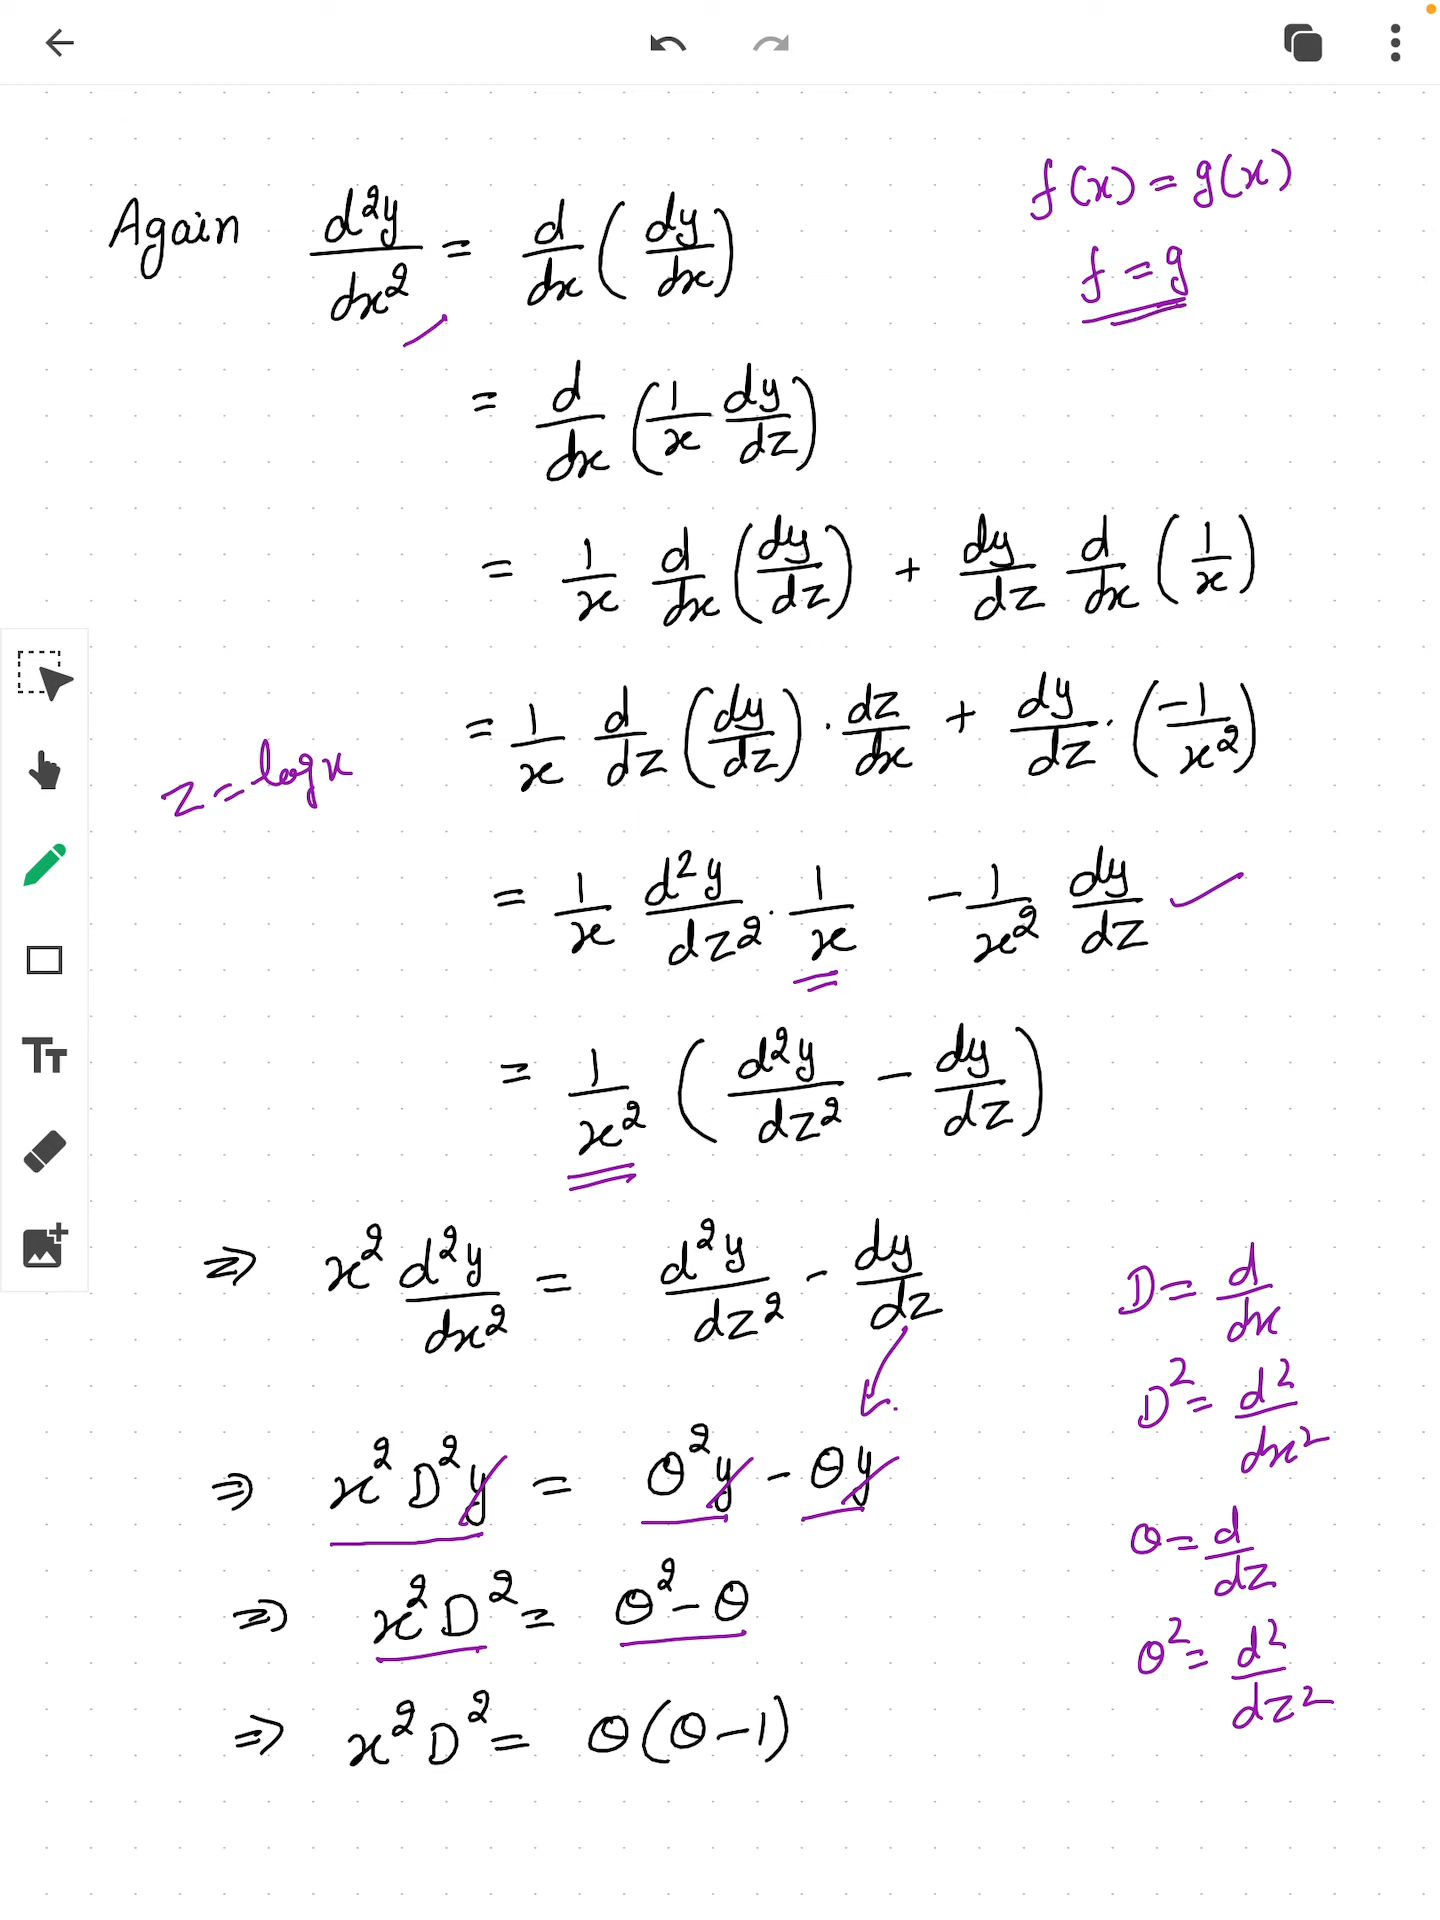 Again d²y/dx² = d/dx (dy/dx)
f(x) = g(x)
f = g
= d/dx (1/x dy/dz)
= 1/x d/dx (dy/dz) + dy/dz d/dx (1/x)
= 1/x d/dz (dy/dz) · dz/dx + dy/dz · (-1/x²)
z = log x
= 1/x d²y/dz² · 1/x - 1/x² dy/dz
= 1/x² (d²y/dz² - dy/dz)
⇒ x² d²y/dx² = d²y/dz² - dy/dz
D = d/dx
D² = d²/dx²
⇒ x²D²y = θ²y - θy
θ = d/dz
⇒ x²D² = θ² - θ
θ² = d²/dz²
⇒ x²D² = θ(θ-1)
TT